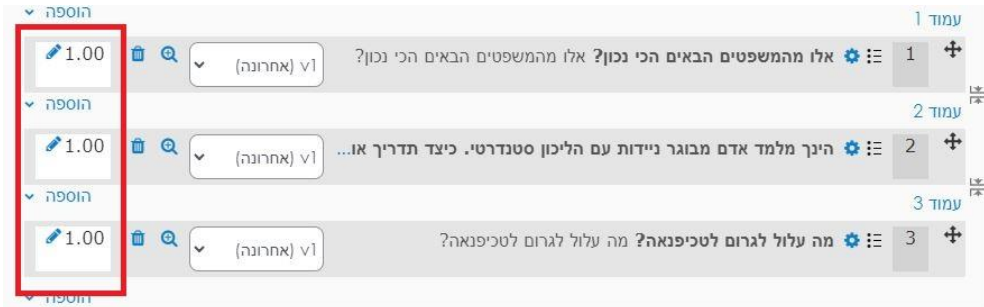 עמוד 1 הוספה
1 אלו מהמשפטים הבאים הכי נכון? אלו מהמשפטים הבאים הכי נכון? v1 (אחרונה) 1.00
עמוד 2 הוספה
2 הינך מלמד אדם מבוגר ניידות עם הליכון סטנדרטי. כיצד תדריך או... v1 (אחרונה) 1.00
עמוד 3 הוספה
3 מה עלול לגרום לטכיפנאה? מה עלול לגרום לטכיפנאה? v1 (אחרונה) 1.00
הוספה